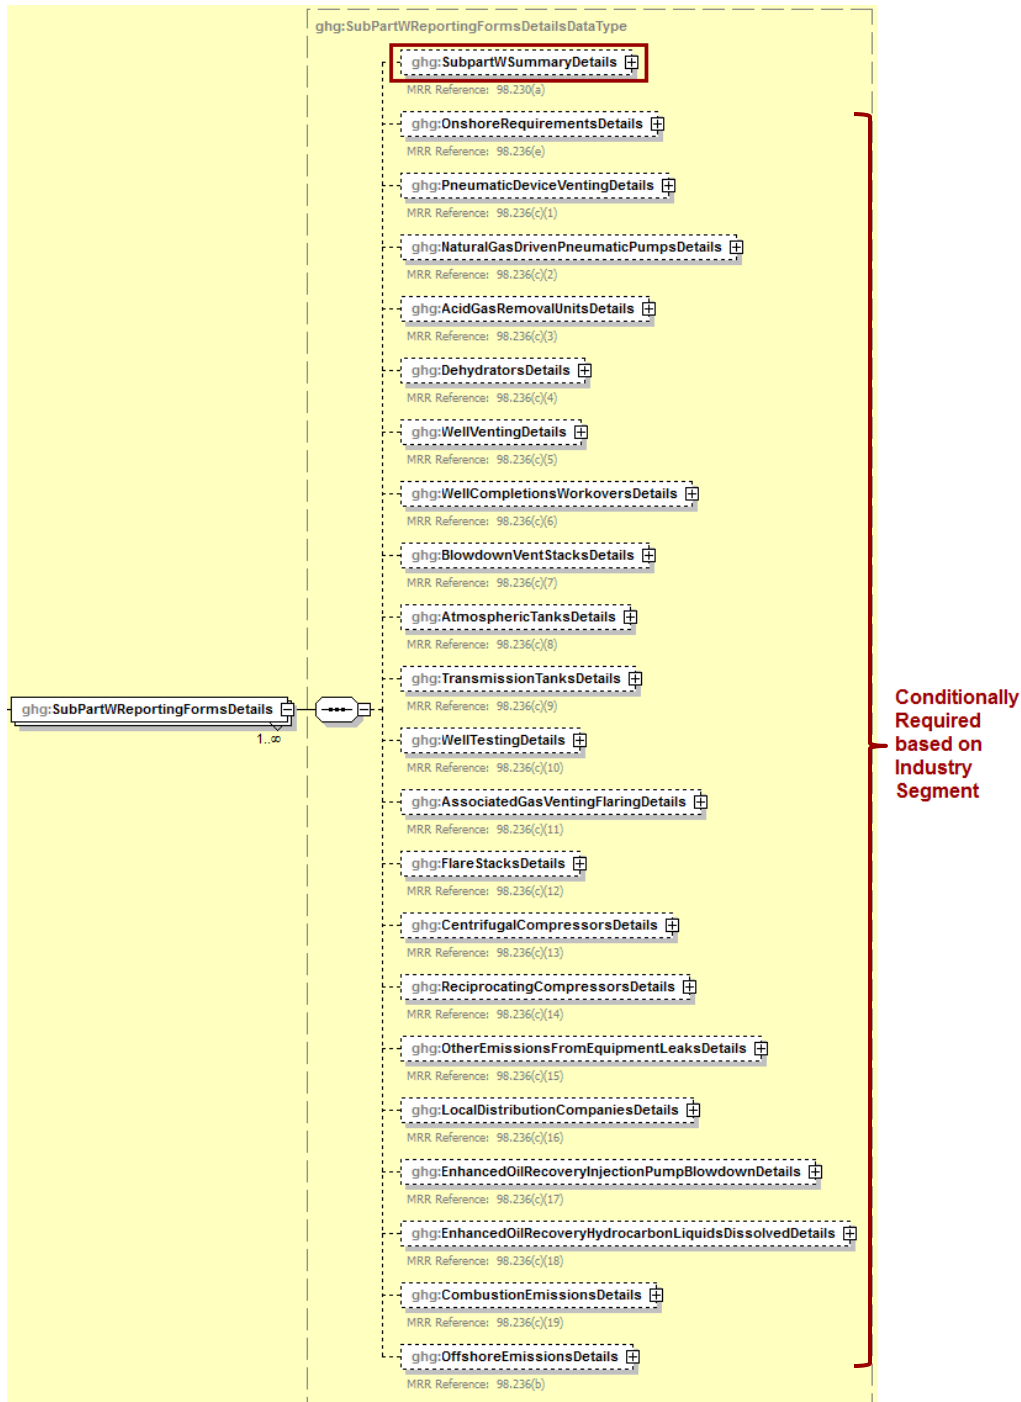 ghg:SubPartWReportingFormsDetailsDataType
ghg:SubpartWSummaryDetails
MRR Reference: 98.230(a)
ghg:OnshoreRequirementsDetails
MRR Reference: 98.236(e)
ghg:PneumaticDeviceVentingDetails
MRR Reference: 98.236(c)(1)
ghg:NaturalGasDrivenPneumaticPumpsDetails
MRR Reference: 98.236(c)(2)
ghg:AcidGasRemovalUnitsDetails
MRR Reference: 98.236(c)(3)
ghg:DehydratorsDetails
MRR Reference: 98.236(c)(4)
ghg:WellVentingDetails
MRR Reference: 98.236(c)(5)
ghg:WellCompletionsWorkoversDetails
MRR Reference: 98.236(c)(6)
ghg:BlowdownVentStacksDetails
MRR Reference: 98.236(c)(7)
ghg:AtmosphericTanksDetails
MRR Reference: 98.236(c)(8)
ghg:TransmissionTanksDetails
MRR Reference: 98.236(c)(9)
ghg:SubPartWReportingFormsDetails
1..∞
ghg:WellTestingDetails
MRR Reference: 98.236(c)(10)
ghg:AssociatedGasVentingFlaringDetails
MRR Reference: 98.236(c)(11)
ghg:FlareStacksDetails
MRR Reference: 98.236(c)(12)
ghg:CentrifugalCompressorsDetails
MRR Reference: 98.236(c)(13)
ghg:ReciprocatingCompressorsDetails
MRR Reference: 98.236(c)(14)
ghg:OtherEmissionsFromEquipmentLeaksDetails
MRR Reference: 98.236(c)(15)
ghg:LocalDistributionCompaniesDetails
MRR Reference: 98.236(c)(16)
ghg:EnhancedOilRecoveryInjectionPumpBlowdownDetails
MRR Reference: 98.236(c)(17)
ghg:EnhancedOilRecoveryHydrocarbonLiquidsDissolvedDetails
MRR Reference: 98.236(c)(18)
ghg:CombustionEmissionsDetails
MRR Reference: 98.236(c)(19)
ghg:OffshoreEmissionsDetails
MRR Reference: 98.236(b)
Conditionally
Required
based on
Industry
Segment